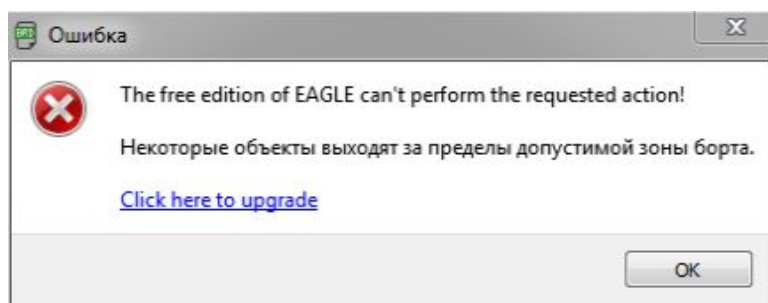 Ошибка
The free edition of EAGLE can't perform the requested action!
Некоторые объекты выходят за пределы допустимой зоны борта.
Click here to upgrade
OK